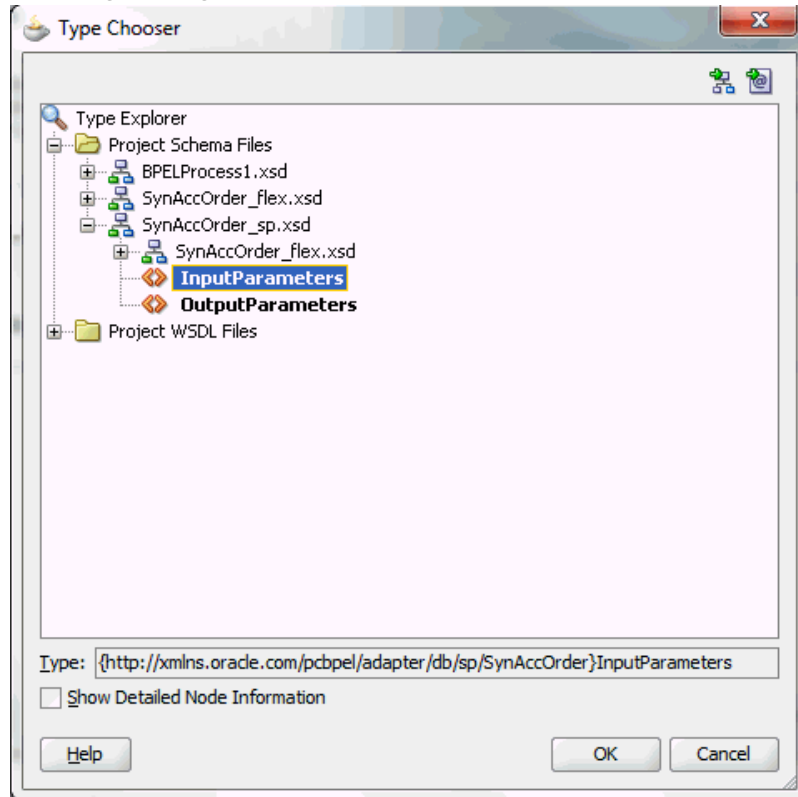 Type Chooser
Type Explorer
Project Schema Files
BPELProcess1.xsd
SynAccOrder_flex.xsd
SynAccOrder_sp.xsd
SynAccOrder_flex.xsd
InputParameters
OutputParameters
Project WSDL Files
Type: {http://xmlns.oracle.com/pcbpel/adapter/db/sp/SynAccOrder}InputParameters
Show Detailed Node Information
Help OK Cancel